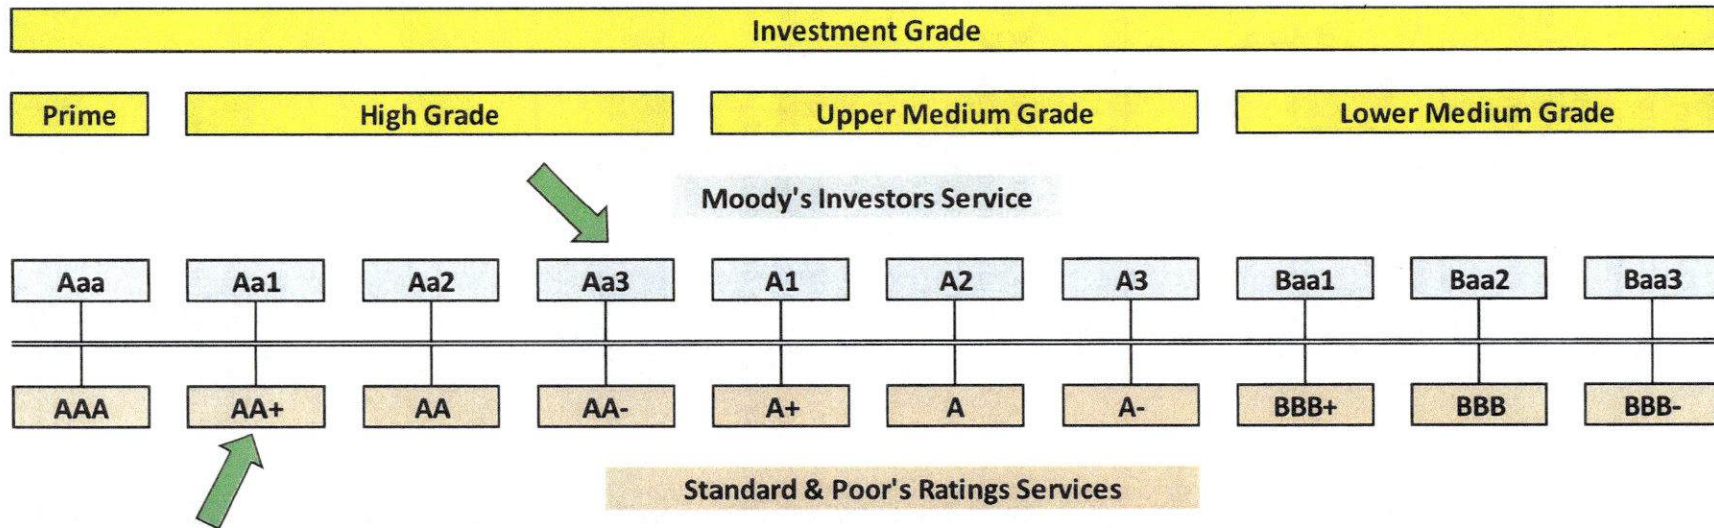 Investment Grade
Prime High Grade Upper Medium Grade Lower Medium Grade
Moody's Investors Service
Aaa Aa1 Aa2 Aa3 A1 A2 A3 Baa1 Baa2 Baa3
AAA AA+ AA AA- A+ A A- BBB+ BBB BBB-
Standard & Poor's Ratings Services